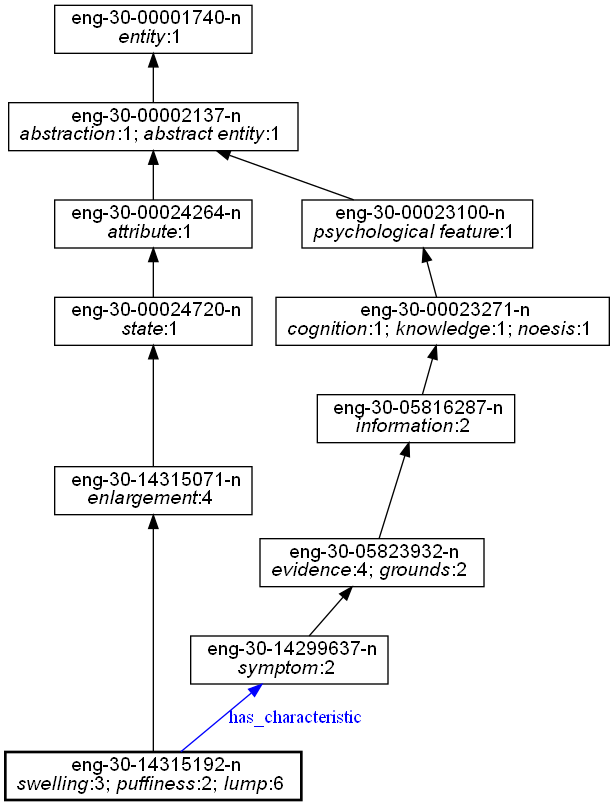 eng-30-00001740-n
entity:1
eng-30-00002137-n
abstraction:1; abstract entity:1
eng-30-00024264-n
attribute:1
eng-30-00023100-n
psychological feature:1
eng-30-00024720-n
state:1
eng-30-00023271-n
cognition:1; knowledge:1; noesis:1
eng-30-05816287-n
information:2
eng-30-14315071-n
enlargement:4
eng-30-05823932-n
evidence:4; grounds:2
eng-30-14299637-n
symptom:2
has_characteristic
eng-30-14315192-n
swelling:3; puffiness:2; lump:6